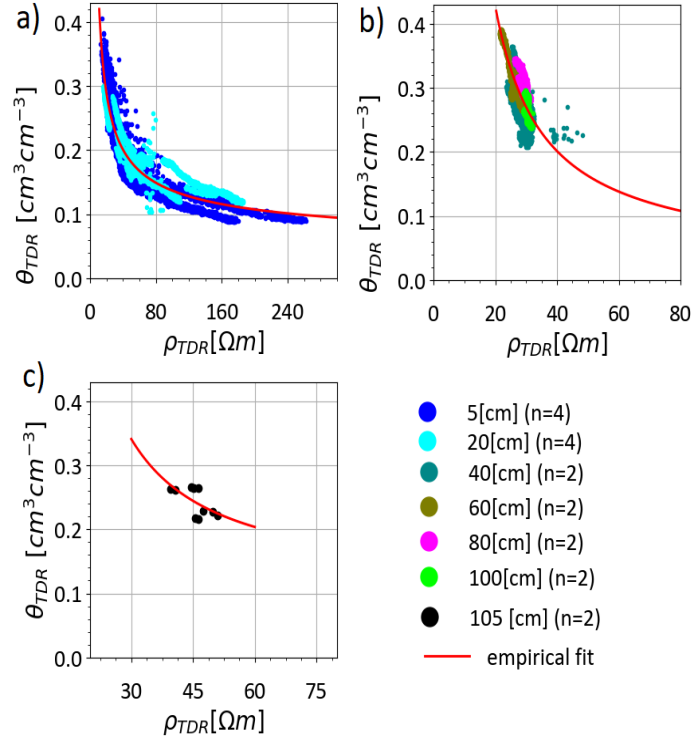 a)
θTDR [cm³cm⁻³]
0.4
0.3
0.2
0.1
0.0
0 80 160 240
ρTDR[Ωm]
b)
θTDR [cm³cm⁻³]
0.4
0.3
0.2
0.1
0.0
0 20 40 60 80
ρTDR[Ωm]
c)
θTDR [cm³cm⁻³]
0.4
0.3
0.2
0.1
0.0
30 45 60 75
ρTDR[Ωm]
5[cm] (n=4)
20[cm] (n=4)
40[cm] (n=2)
60[cm] (n=2)
80[cm] (n=2)
100[cm] (n=2)
105 [cm] (n=2)
empirical fit